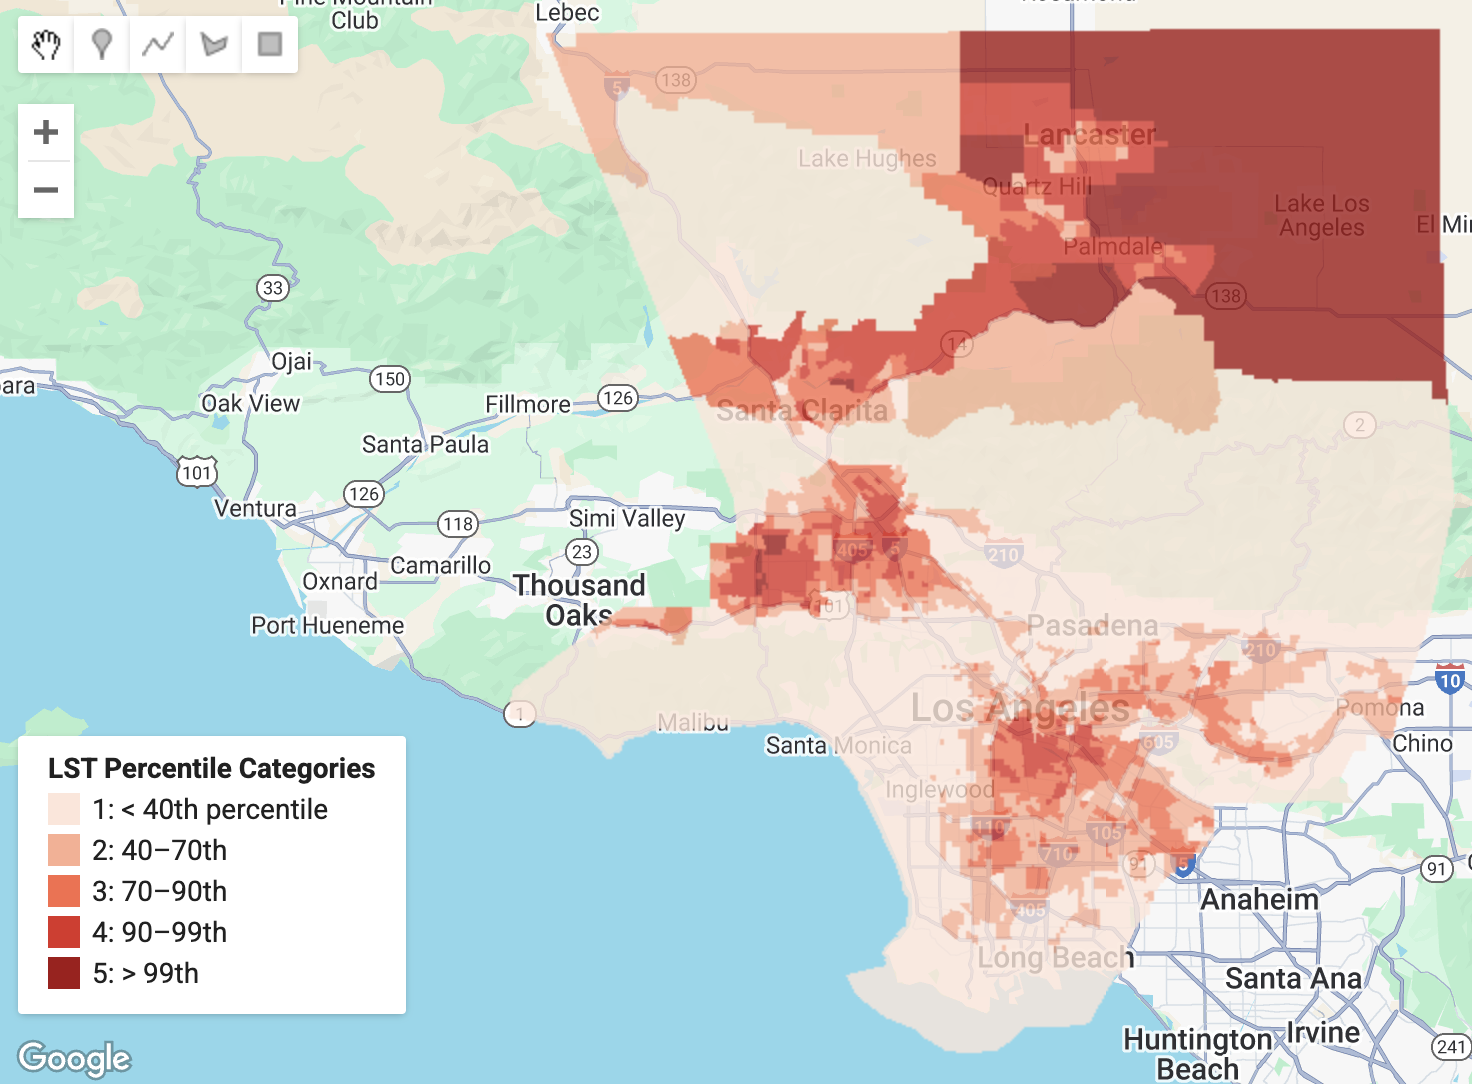 Club
Lebec
138
5
Lancaster
Lake Hughes
Quartz Hill
Lake Los
Angeles
El Mi
Palmdale
33
138
14
Ojai
150
Oak View
Fillmore
126
Santa Clarita
2
Santa Paula
101
126
Ventura
118
Simi Valley
23
405
5
210
Camarillo
Oxnard
Thousand
Oaks
101
Port Hueneme
Pasadena
210
10
1
Malibu
Los Angeles
Pomona
605
Chino
Santa Monica
Inglewood
110
105
710
91
5
91
Anaheim
405
Long Beach
Santa Ana
Huntington
Beach
Irvine
241
LST Percentile Categories
1: < 40th percentile
2: 40–70th
3: 70–90th
4: 90–99th
5: > 99th
Google